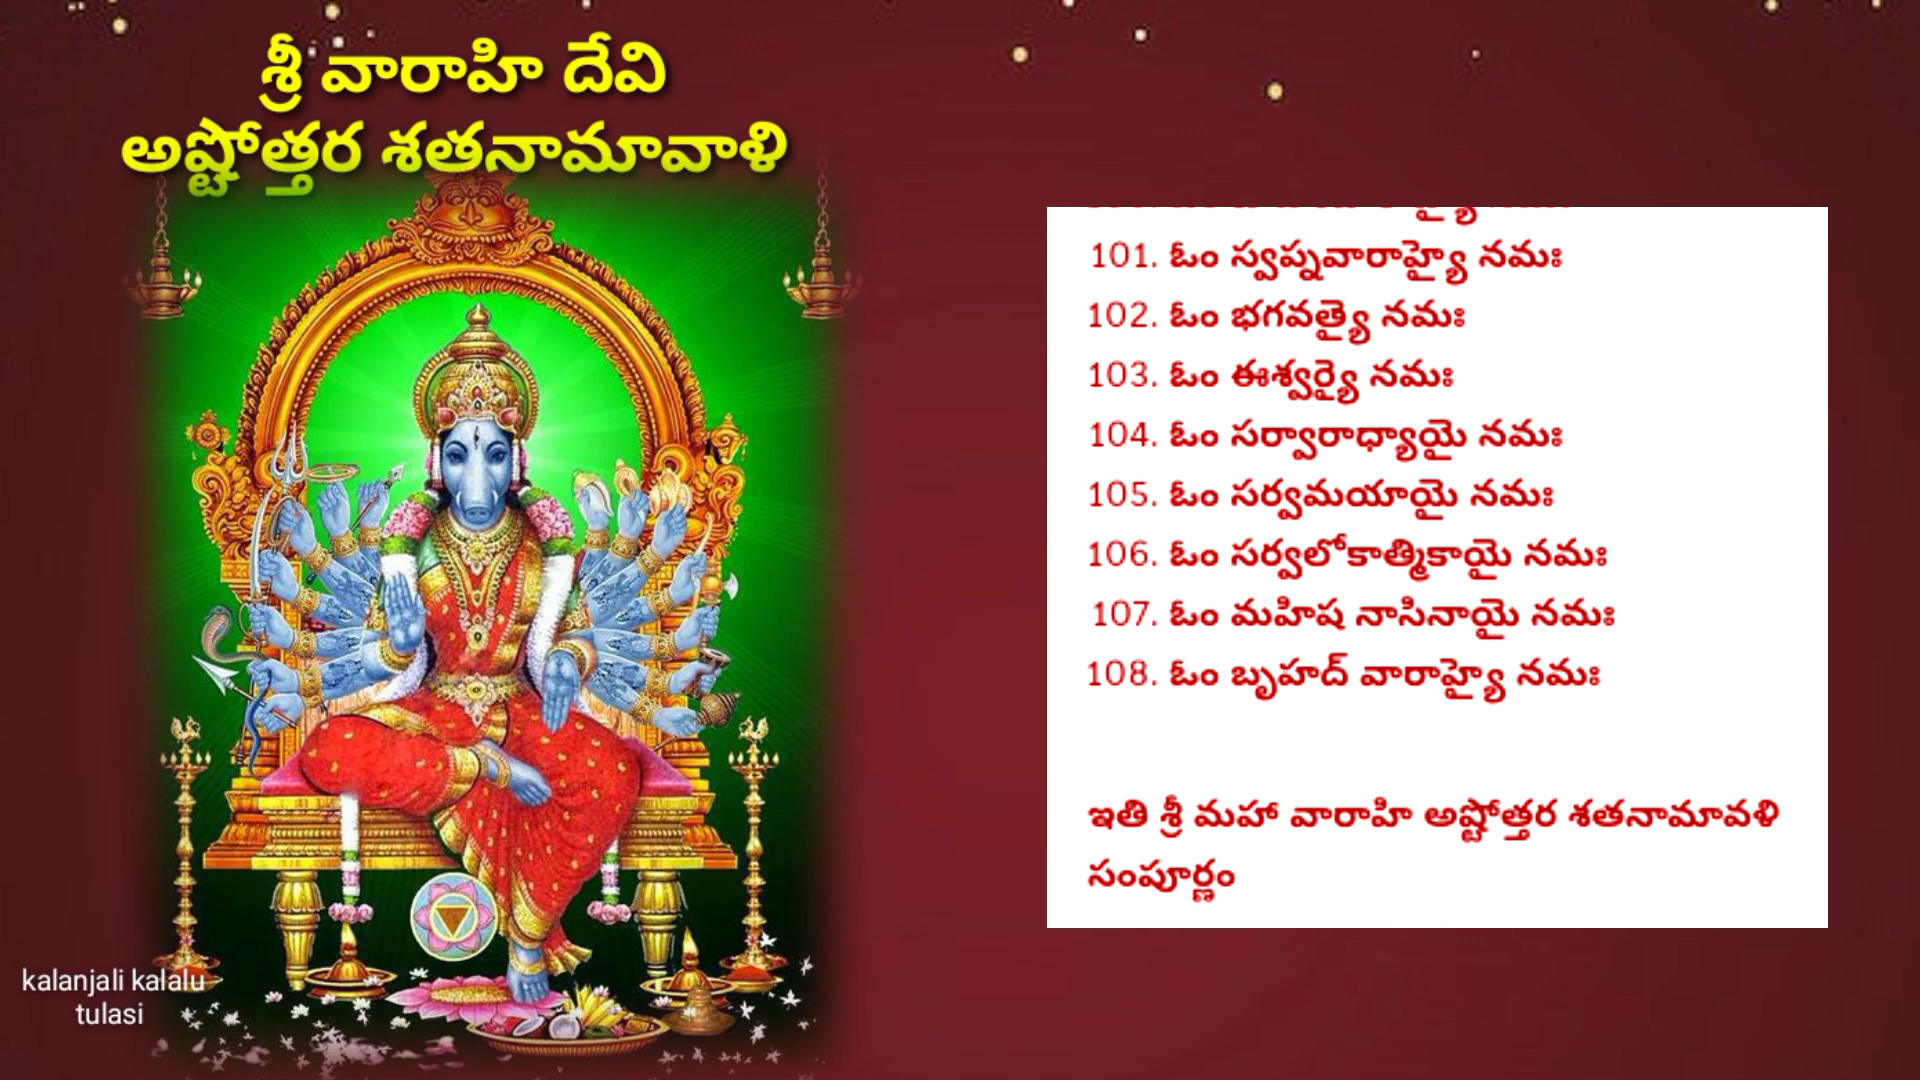 శ్రీ వారాహి దేవి
అష్టోత్తర శతనామావాళి
101. ఓం స్వప్నవారాహ్యై నమః
102. ఓం భగవత్యై నమః
103. ఓం ఈశ్వర్యై నమః
104. ఓం సర్వారాధ్యాయై నమః
105. ఓం సర్వమయాయై నమః
106. ఓం సర్వలోకాత్మికాయై నమః
107. ఓం మహిష నాసినాయై నమః
108. ఓం బృహద్ వారాహ్యై నమః
ఇతి శ్రీ మహా వారాహి అష్టోత్తర శతనామావళి
సంపూర్ణం
kalanjali kalalu
tulasi